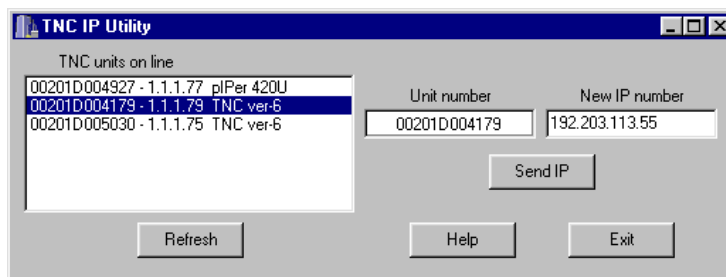 TNC IP Utility
TNC units on line
00201D004927 - 1.1.1.77 pIPer 420U
00201D004179 - 1.1.1.79 TNC ver-6
00201D005030 - 1.1.1.75 TNC ver-6
Unit number
New IP number
00201D004179
192.203.113.55
Send IP
Refresh
Help
Exit